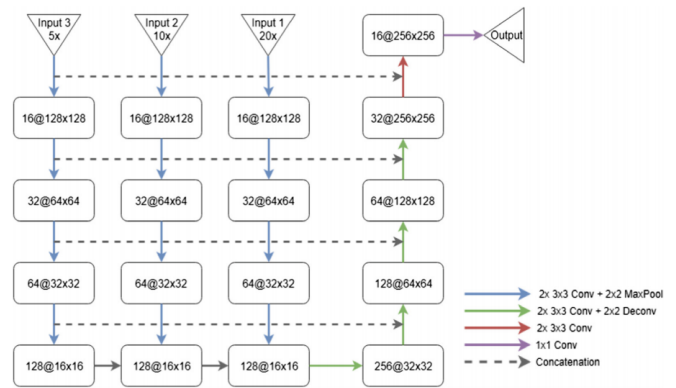 Input 3
5x
Input 2
10x
Input 1
20x
16@256x256
Output
16@128x128
16@128x128
16@128x128
32@256x256
32@64x64
32@64x64
32@64x64
64@128x128
64@32x32
64@32x32
64@32x32
128@64x64
128@16x16
128@16x16
128@16x16
256@32x32
2x 3x3 Conv + 2x2 MaxPool
2x 3x3 Conv + 2x2 Deconv
2x 3x3 Conv
1x1 Conv
Concatenation